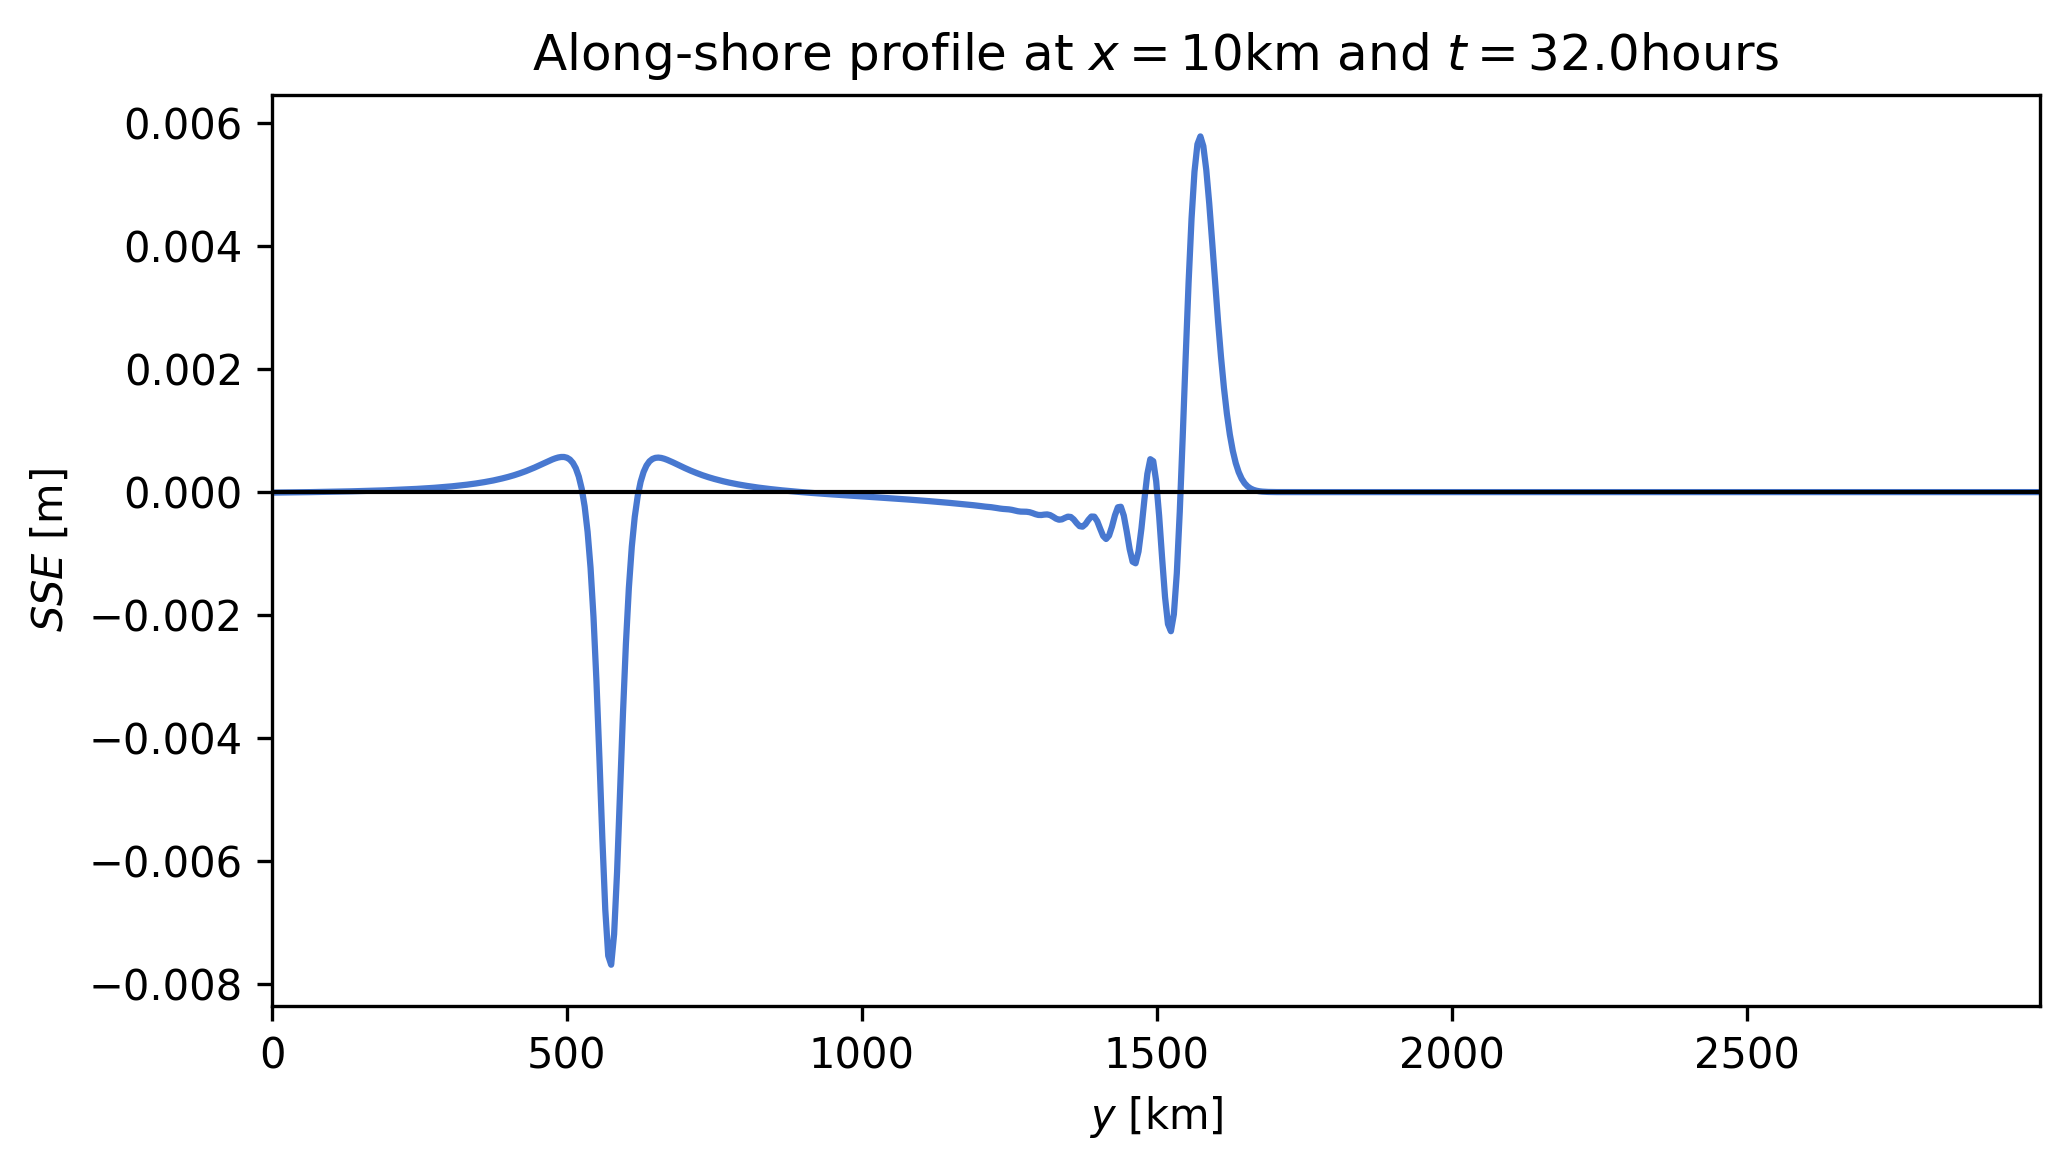 Along-shore profile at x = 10km and t = 32.0hours
0.006
0.004
0.002
0.000
−0.002
−0.004
−0.006
−0.008
SSE [m]
0 500 1000 1500 2000 2500
y [km]